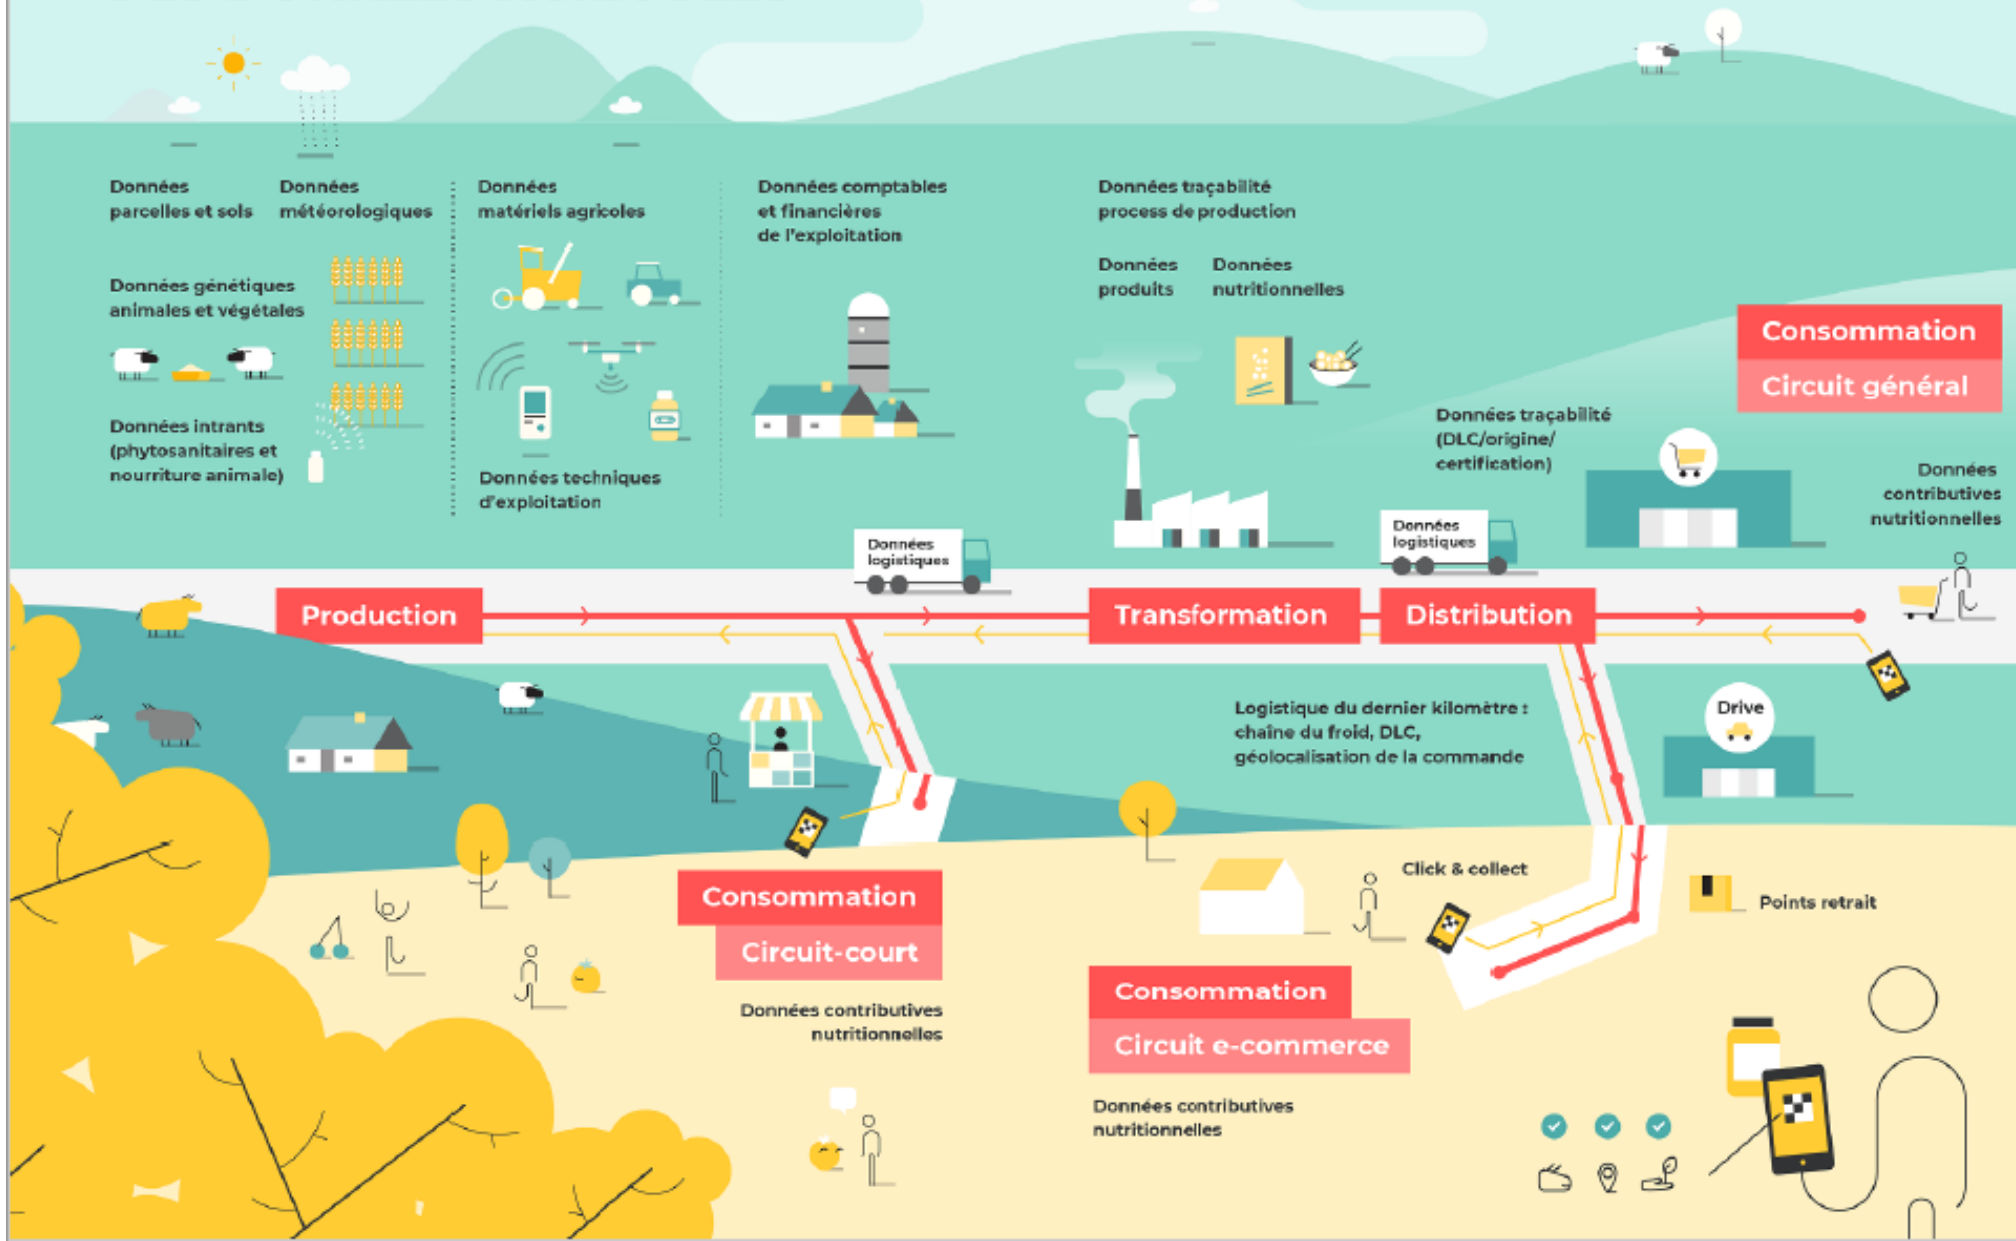 Données
parcelles et sols
Données
météorologiques
Données génétiques
animales et végétales
Données intrants
(phytosanitaires et
nourriture animale)
Données
matériels agricoles
Données techniques
d'exploitation
Données comptables
et financières
de l'exploitation
Données traçabilité
process de production
Données
produits
Données
nutritionnelles
Consommation
Circuit général
Données traçabilité
(DLC/origine/
certification)
Données
contributives
nutritionnelles
Données
logistiques
Données
logistiques
Production
Transformation
Distribution
Logistique du dernier kilomètre :
chaîne du froid, DLC,
géolocalisation de la commande
Drive
Click & collect
Points retrait
Consommation
Circuit-court
Données contributives
nutritionnelles
Consommation
Circuit e-commerce
Données contributives
nutritionnelles